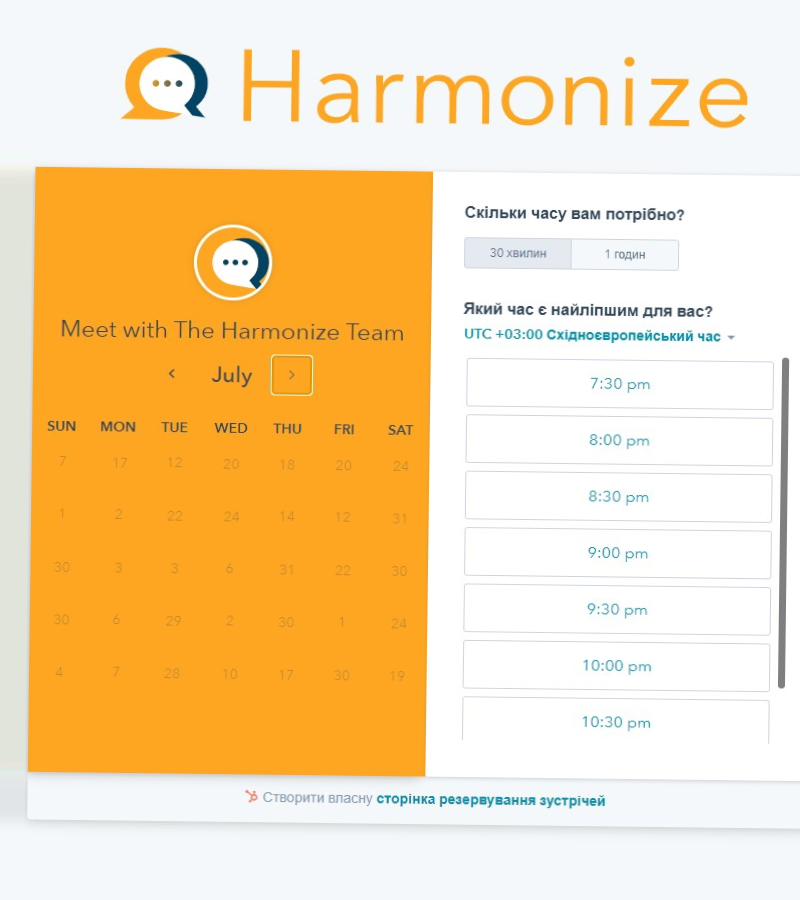 Harmonize
Meet with The Harmonize Team
July
SUN MON TUE WED THU FRI SAT
7 17 12 20 18 20 24
1 2 22 24 14 12 31
30 3 3 6 31 22 30
30 6 29 2 30 1 24
4 7 28 10 17 30 19
Скільки часу вам потрібно?
30 хвилин 1 годин
Який час є найліпшим для вас?
UTC +03:00 Східноєвропейський час
7:30 pm
8:00 pm
8:30 pm
9:00 pm
9:30 pm
10:00 pm
10:30 pm
Створити власну сторінка резервування зустрічей